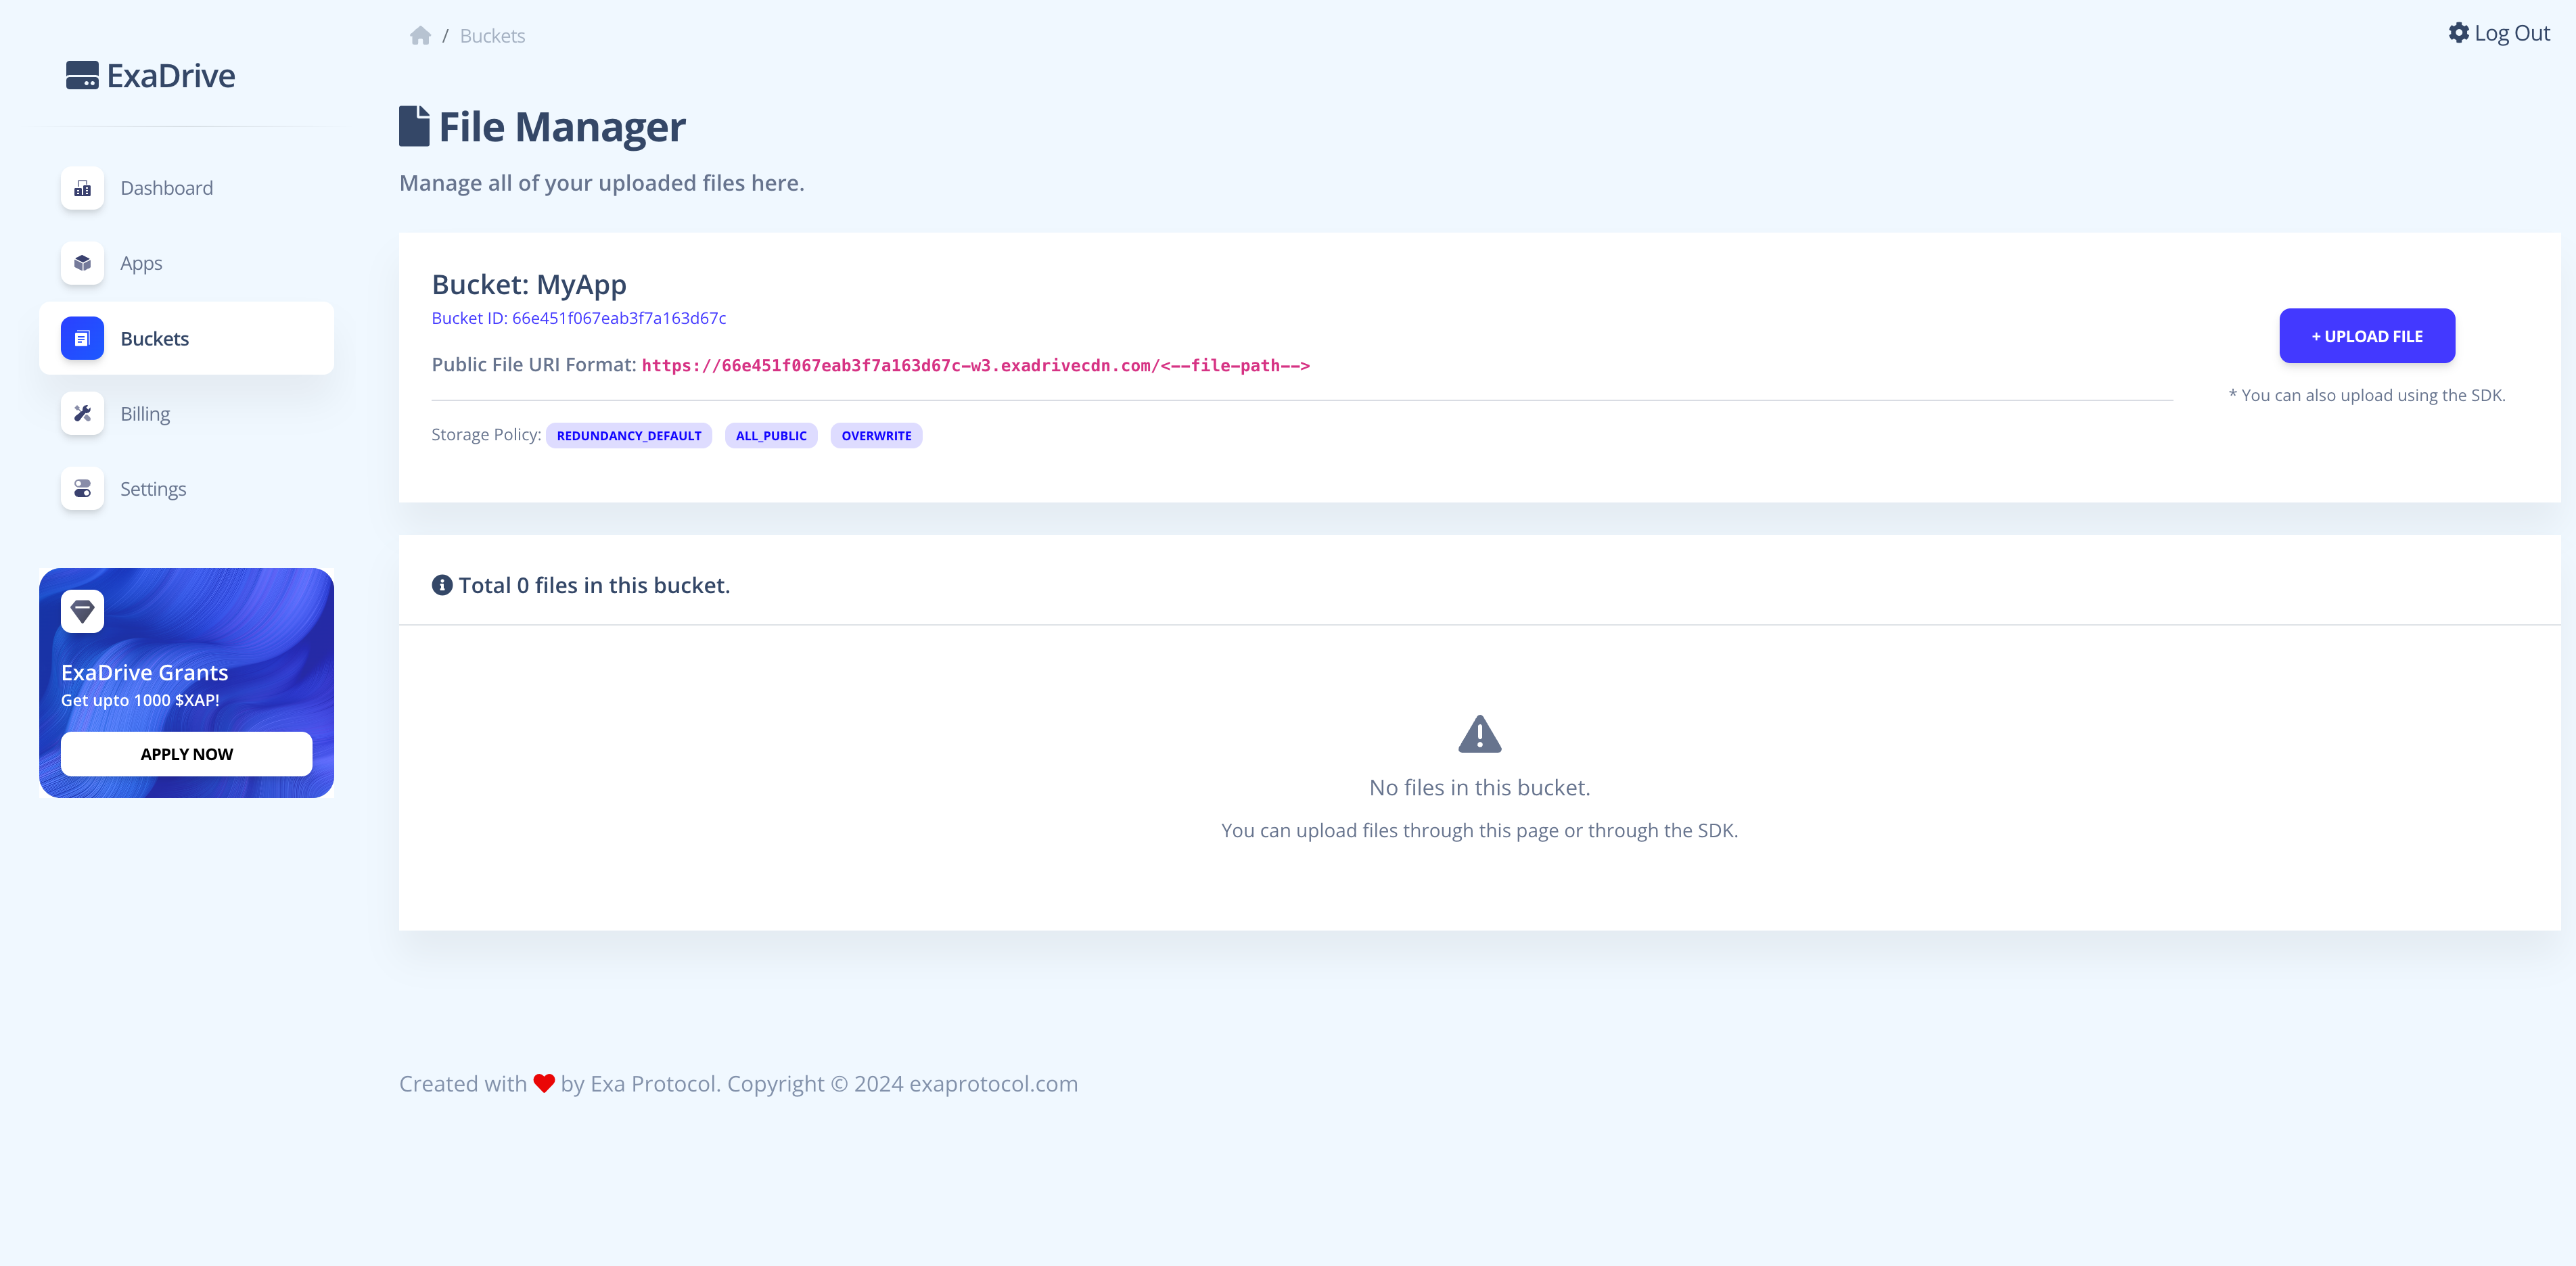 / Buckets
Log Out
ExaDrive
Dashboard
Apps
Buckets
Billing
Settings
ExaDrive Grants
Get upto 1000 $XAP!
APPLY NOW
File Manager
Manage all of your uploaded files here.
Bucket: MyApp
Bucket ID: 66e451f067eab3f7a163d67c
Public File URI Format: https://66e451f067eab3f7a163d67c-w3.exadrivecdn.com/<--file-path-->
Storage Policy: REDUNDANCY_DEFAULT ALL_PUBLIC OVERWRITE
+ UPLOAD FILE
* You can also upload using the SDK.
Total 0 files in this bucket.
No files in this bucket.
You can upload files through this page or through the SDK.
Created with ❤ by Exa Protocol. Copyright © 2024 exaprotocol.com